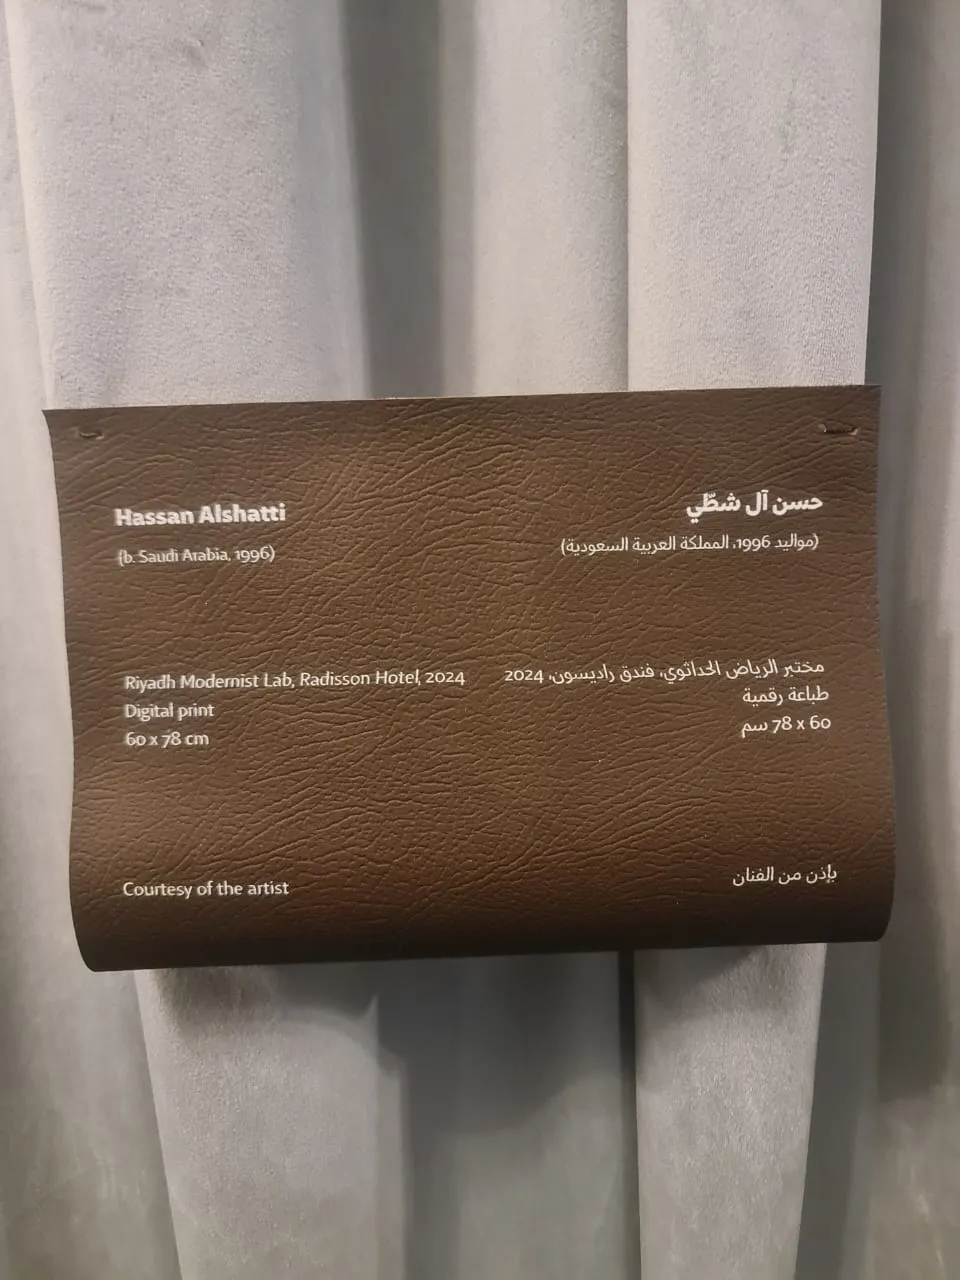 Hassan Alshatti
(b. Saudi Arabia, 1996)
Riyadh Modernist Lab, Radisson Hotel, 2024
Digital print
60 x 78 cm
Courtesy of the artist
حسن آل شطّي
(مواليد 1996، المملكة العربية السعودية)
مختبر الرياض الحداثوي، فندق راديسون، 2024
طباعة رقمية
60 x 78 سم
بإذن من الفنان